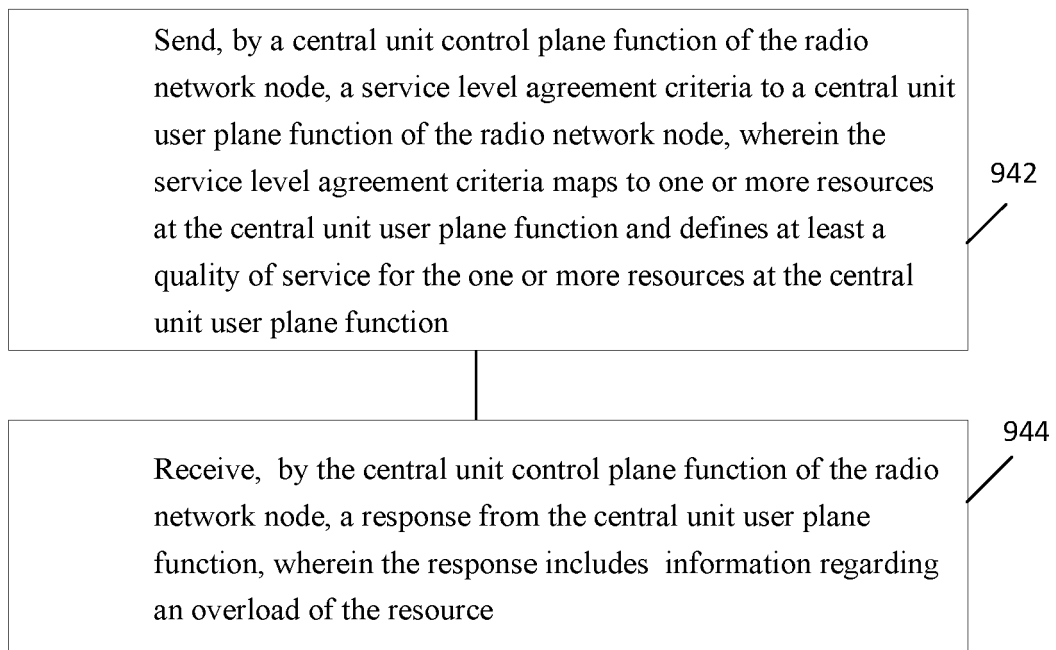 Send, by a central unit control plane function of the radio
network node, a service level agreement criteria to a central unit
user plane function of the radio network node, wherein the
service level agreement criteria maps to one or more resources
at the central unit user plane function and defines at least a
quality of service for the one or more resources at the central
unit user plane function
942
Receive, by the central unit control plane function of the radio
network node, a response from the central unit user plane
function, wherein the response includes information regarding
an overload of the resource
944